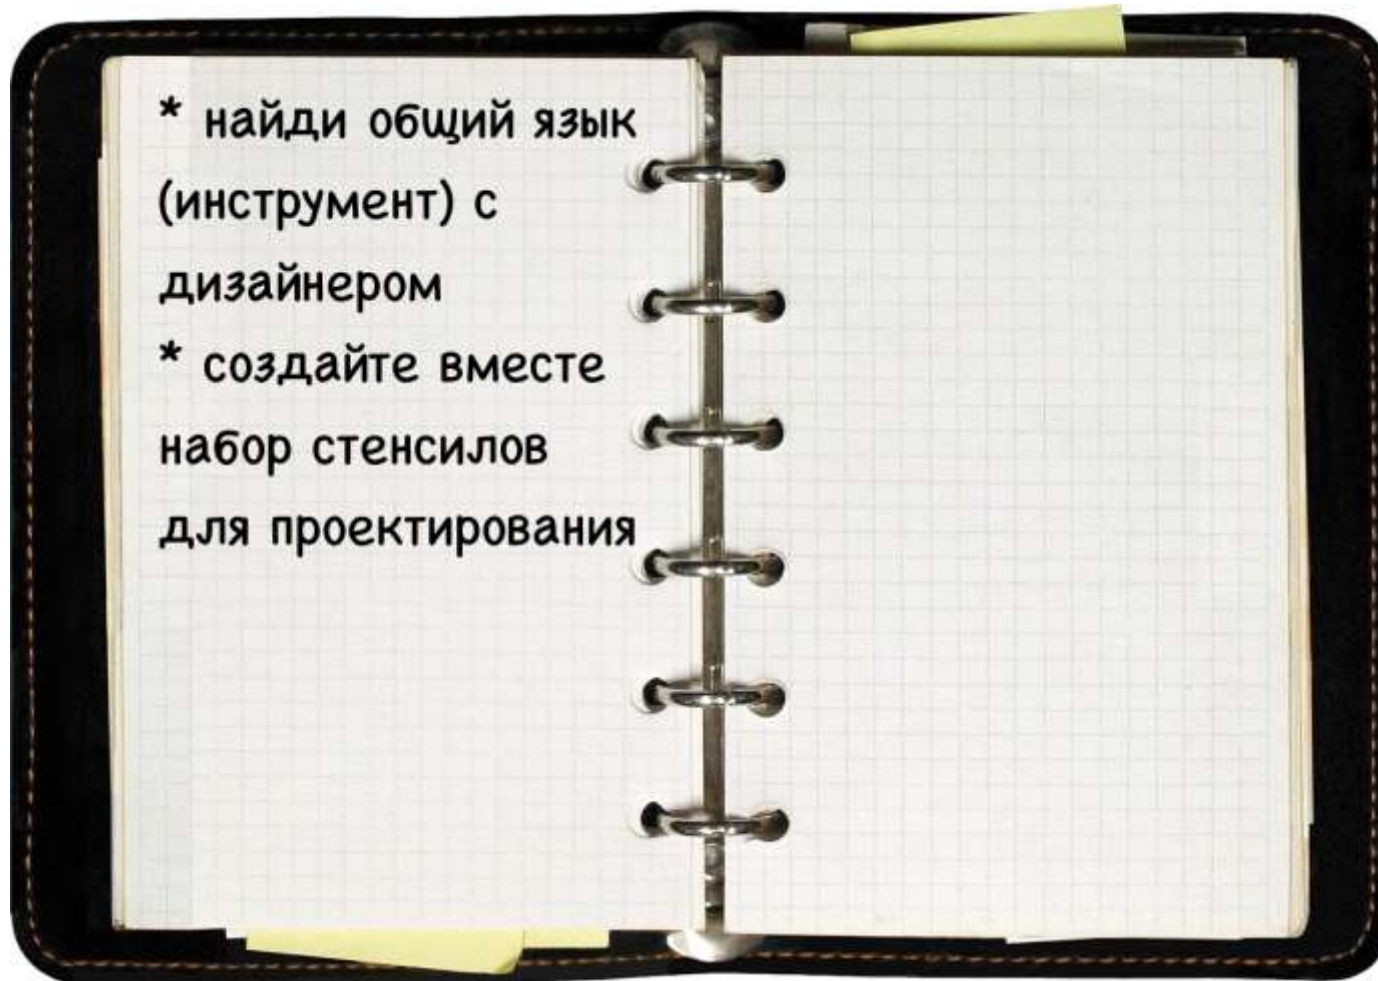 * найди общий язык
(инструмент) с
дизайнером
* создайте вместе
набор стенсилов
для проектирования